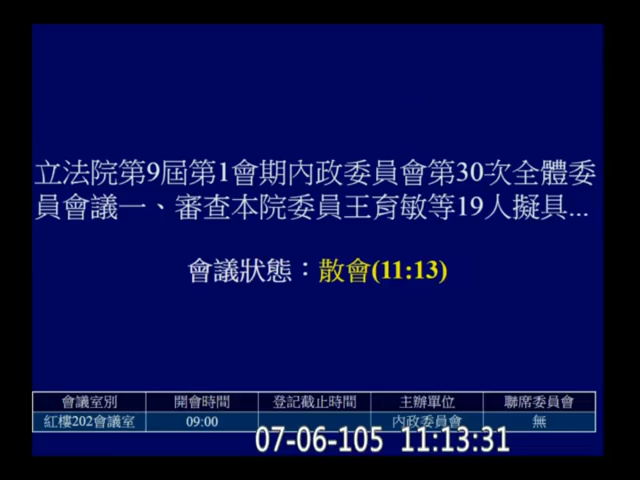 立法院第9屆第1會期內政委員會第30次全體委
員會議一、審查本院委員王育敏等19人擬具...
會議狀態：散會(11:13)
會議室別 開會時間 登記截止時間 主辦單位 聯席委員會
紅樓202會議室 09:00 內政委員會 無
07-06-105 11:13:31